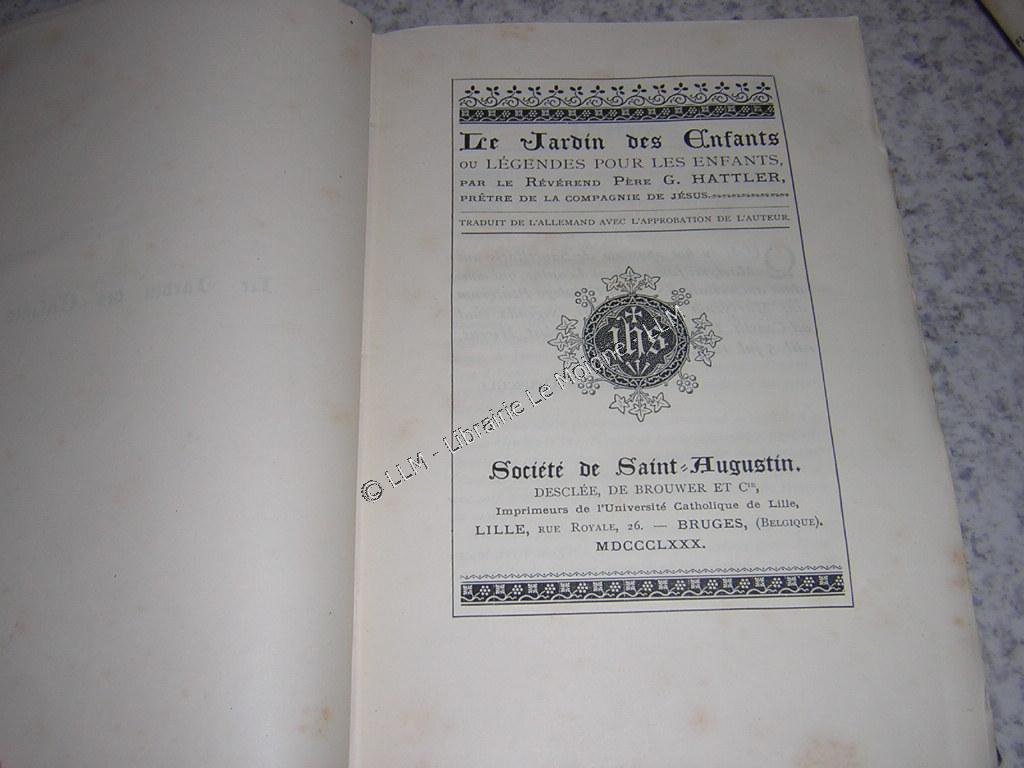 Le Jardin des Enfants
OU LÉGENDES POUR LES ENFANTS,
PAR LE RÉVÉREND PÈRE G. HATTLER,
PRÊTRE DE LA COMPAGNIE DE JÉSUS.
TRADUIT DE L'ALLEMAND AVEC L'APPROBATION DE L'AUTEUR.
ihs
© LLM - Librairie Le Moigne
Société de Saint-Augustin,
DESCLÉE, DE BROUWER ET Cie,
Imprimeurs de l'Université Catholique de Lille,
LILLE, RUE ROYALE, 26. — BRUGES, (BELGIQUE).
MDCCCLXXX.